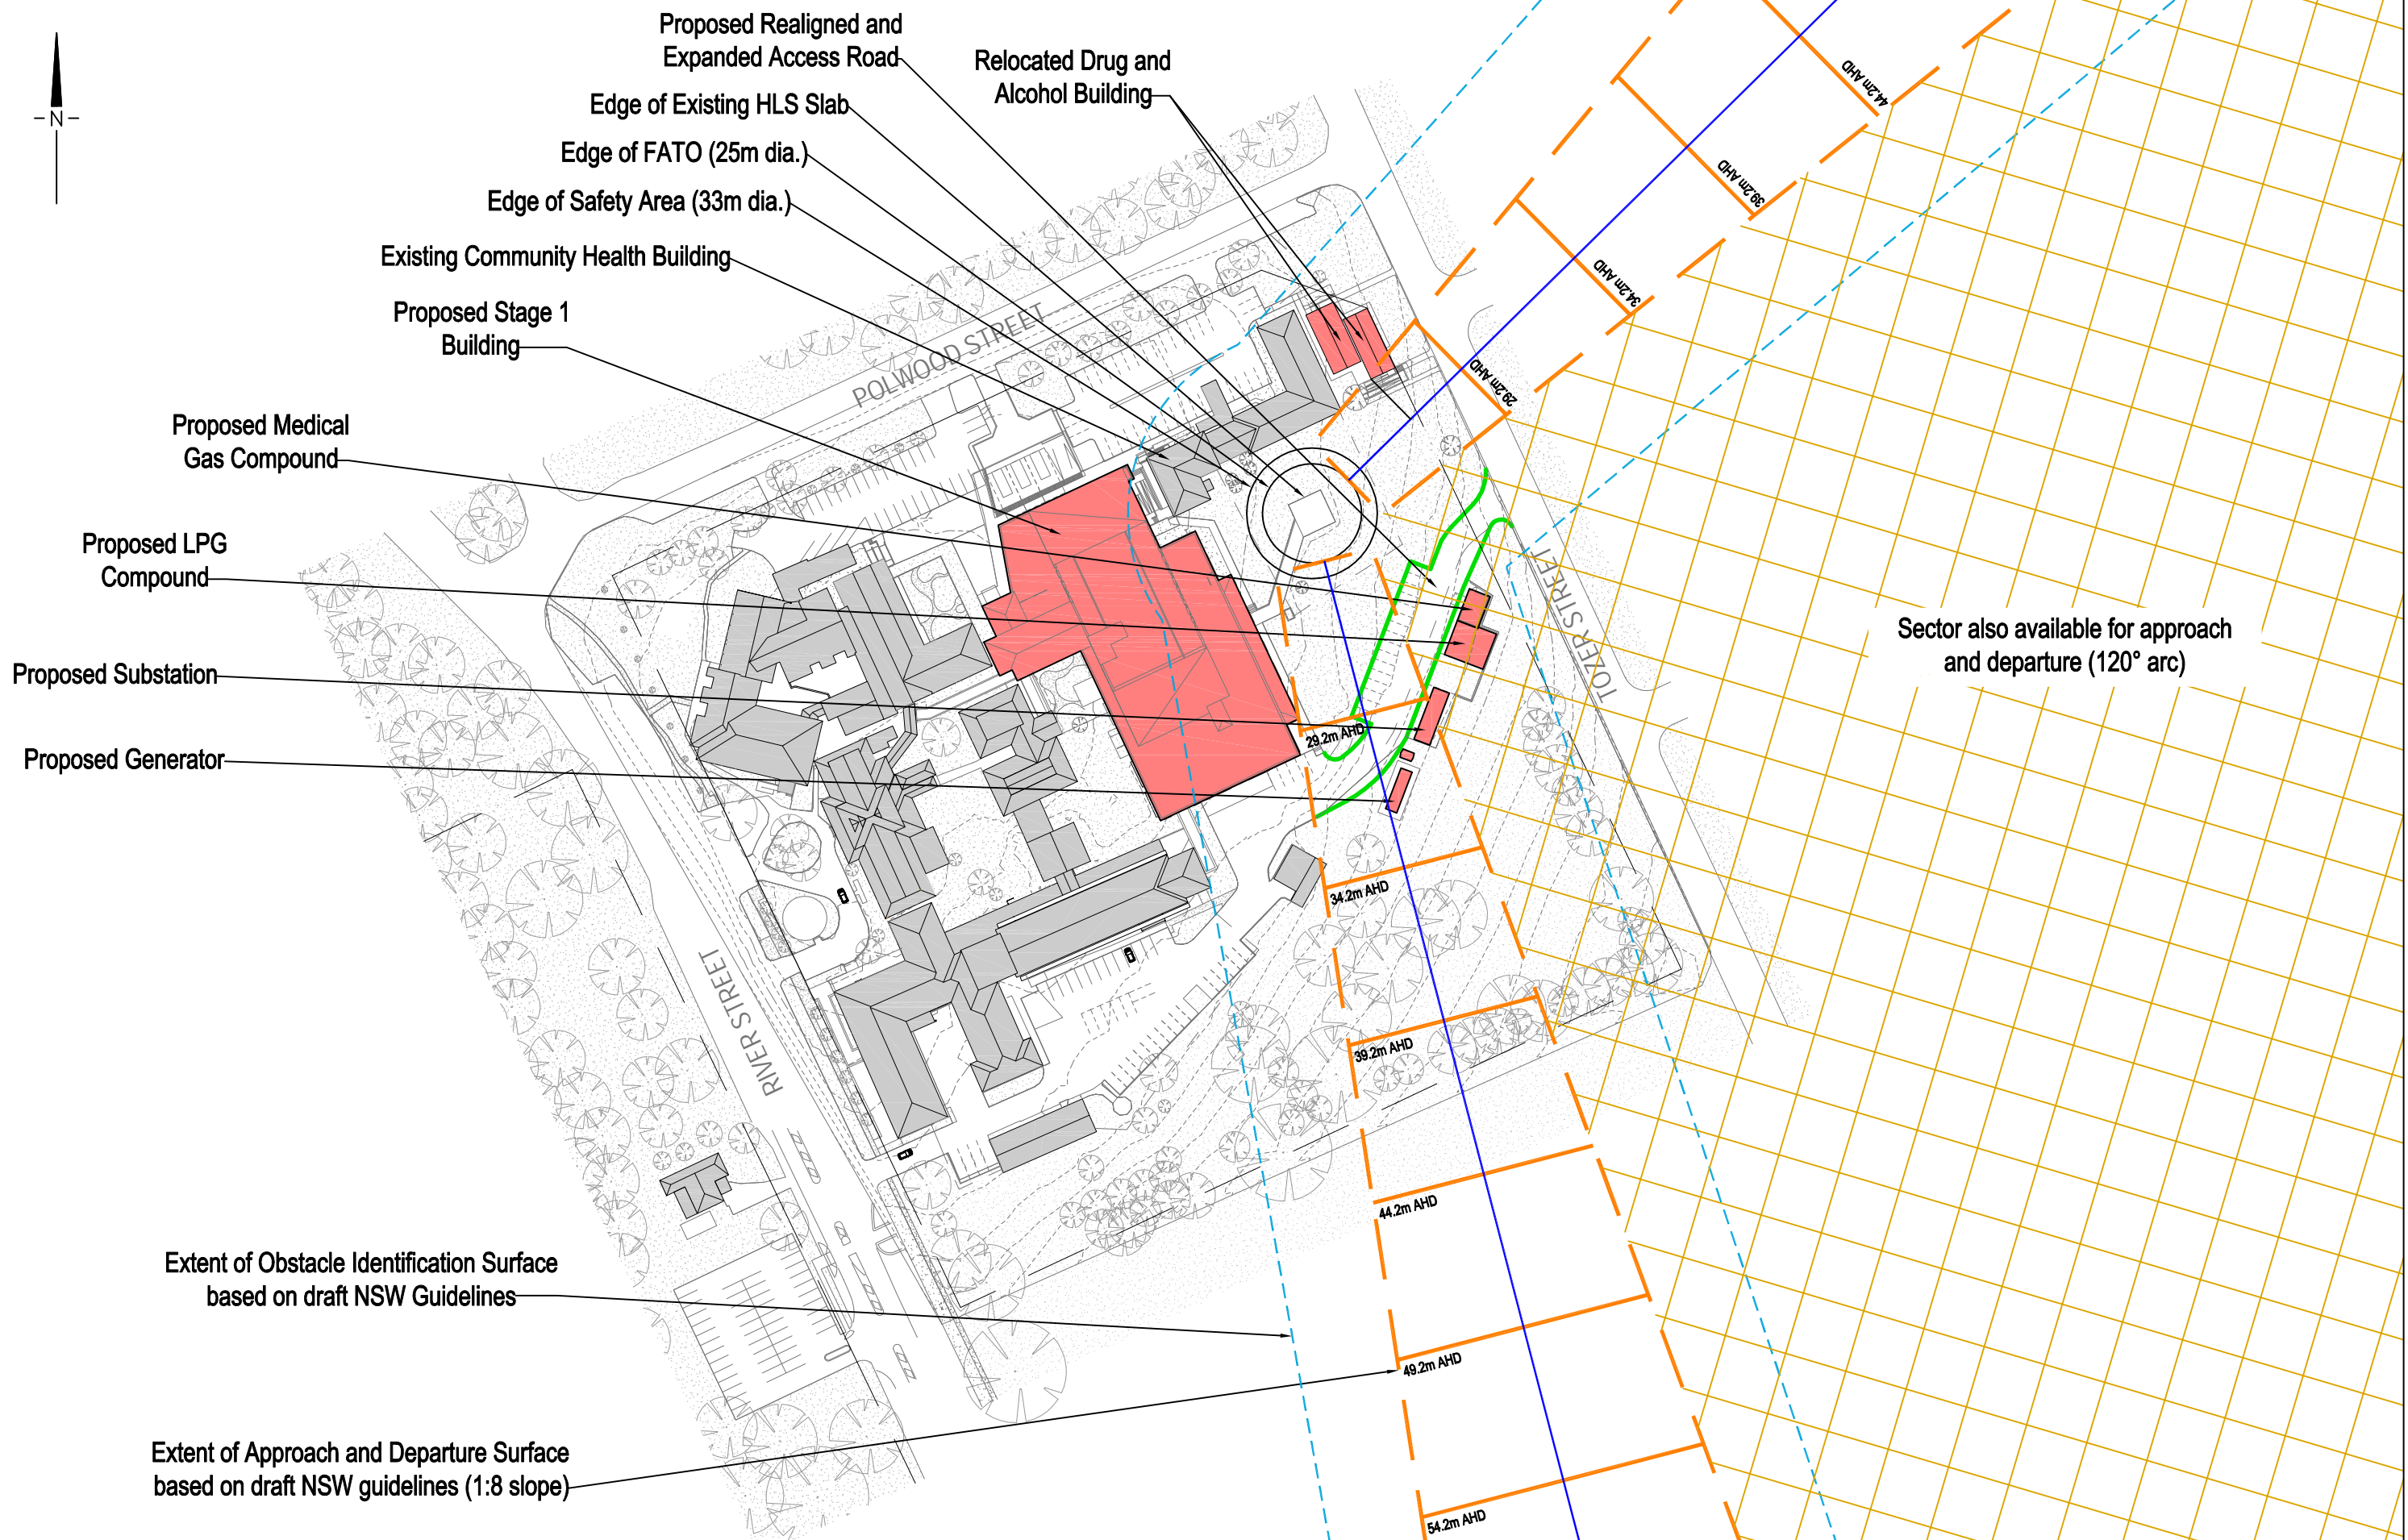 Proposed Realigned and
Expanded Access Road
Relocated Drug and
Alcohol Building
Edge of Existing HLS Slab
Edge of FATO (25m dia.)
Edge of Safety Area (33m dia.)
Existing Community Health Building
Proposed Stage 1
Building
Proposed Medical
Gas Compound
Proposed LPG
Compound
Proposed Substation
Proposed Generator
Extent of Obstacle Identification Surface
based on draft NSW Guidelines
Extent of Approach and Departure Surface
based on draft NSW guidelines (1:8 slope)
N
POLWOOD STREET
RIVER STREET
TOZER STREET
Sector also available for approach
and departure (120° arc)
44.2m AHD
39.2m AHD
34.2m AHD
29.2m AHD
29.2m AHD
34.2m AHD
39.2m AHD
44.2m AHD
49.2m AHD
54.2m AHD